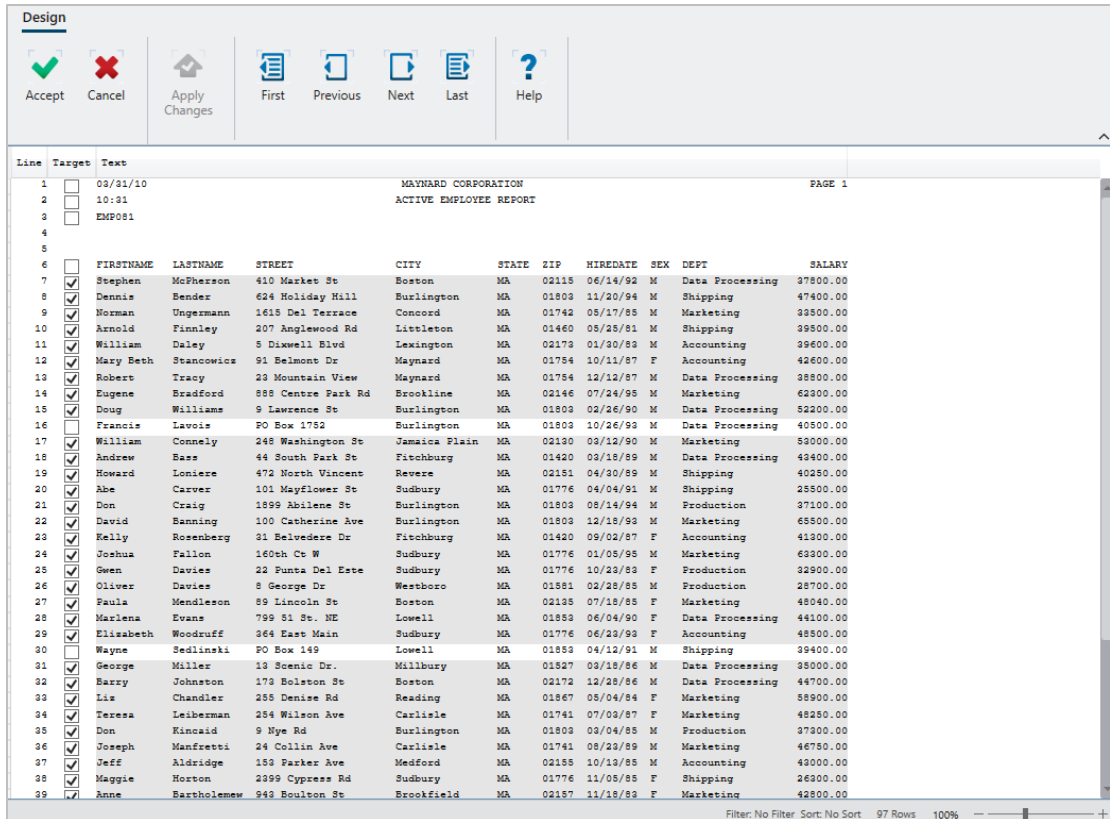 Design
Accept Cancel Apply Changes First Previous Next Last Help
Line Target Text
1 03/31/10 MAYNARD CORPORATION PAGE 1
2 10:31 ACTIVE EMPLOYEE REPORT
3 EMP081
4
5
6 FIRSTNAME LASTNAME STREET CITY STATE ZIP HIREDATE SEX DEPT SALARY
7 Stephen McPherson 410 Market St Boston MA 02115 06/14/92 M Data Processing 37800.00
8 Dennis Bender 624 Holiday Hill Burlington MA 01803 11/20/94 M Shipping 47400.00
9 Norman Ungermann 1615 Del Terrace Concord MA 01742 05/17/85 M Marketing 33500.00
10 Arnold Finnley 207 Anglewood Rd Littleton MA 01460 05/25/81 M Shipping 39500.00
11 William Daley 5 Dixwell Blvd Lexington MA 02173 01/30/83 M Accounting 39600.00
12 Mary Beth Stancowicz 91 Belmont Dr Maynard MA 01754 10/11/87 F Accounting 42600.00
13 Robert Tracy 23 Mountain View Maynard MA 01754 12/12/87 M Data Processing 38800.00
14 Eugene Bradford 888 Centre Park Rd Brookline MA 02146 07/24/95 M Marketing 62300.00
15 Doug Williams 9 Lawrence St Burlington MA 01803 02/26/90 M Data Processing 52200.00
16 Francis Lavois PO Box 1752 Burlington MA 01803 10/26/93 M Data Processing 40500.00
17 William Connely 248 Washington St Jamaica Plain MA 02130 03/12/90 M Marketing 53000.00
18 Andrew Bass 44 South Park St Fitchburg MA 01420 03/18/89 M Data Processing 43400.00
19 Howard Loniere 472 North Vincent Revere MA 02151 04/30/89 M Shipping 40250.00
20 Abe Carver 101 Mayflower St Sudbury MA 01776 04/04/91 M Shipping 25500.00
21 Don Craig 1899 Abilene St Burlington MA 01803 08/14/94 M Production 37100.00
22 David Banning 100 Catherine Ave Burlington MA 01803 12/18/93 M Marketing 65500.00
23 Kelly Rosenberg 31 Belvedere Dr Fitchburg MA 01420 09/02/87 F Accounting 41300.00
24 Joshua Fallon 160th Ct W Sudbury MA 01776 01/05/95 M Marketing 63300.00
25 Gwen Davies 22 Punta Del Este Sudbury MA 01776 10/23/83 F Production 32900.00
26 Oliver Davies 8 George Dr Westboro MA 01581 02/28/85 M Production 28700.00
27 Paula Mendleson 89 Lincoln St Boston MA 02135 07/18/85 F Marketing 48040.00
28 Marlena Evans 799 51 St. NE Lowell MA 01853 06/04/90 F Data Processing 44100.00
29 Elizabeth Woodruff 364 East Main Sudbury MA 01776 06/23/93 F Accounting 48500.00
30 Wayne Sedlinski PO Box 149 Lowell MA 01853 04/12/91 M Shipping 39400.00
31 George Miller 13 Scenic Dr. Millbury MA 01527 03/18/86 M Data Processing 35000.00
32 Barry Johnston 173 Bolston St Boston MA 02172 12/28/86 M Data Processing 44700.00
33 Liz Chandler 255 Denise Rd Reading MA 01867 05/04/84 F Marketing 58900.00
34 Teresa Leiberman 254 Wilson Ave Carlisle MA 01741 07/03/87 F Marketing 48250.00
35 Don Kincaid 9 Nye Rd Burlington MA 01803 03/04/85 M Production 37300.00
36 Joseph Manfretti 24 Collin Ave Carlisle MA 01741 08/23/89 M Marketing 46750.00
37 Jeff Aldridge 153 Parker Ave Medford MA 02155 10/13/85 M Accounting 43000.00
38 Maggie Horton 2399 Cypress Rd Sudbury MA 01776 11/05/85 F Shipping 26300.00
39 Anne Bartholemew 943 Boulton St Brookfield MA 02157 11/18/83 F Marketing 42800.00
Filter: No Filter Sort: No Sort 97 Rows 100%